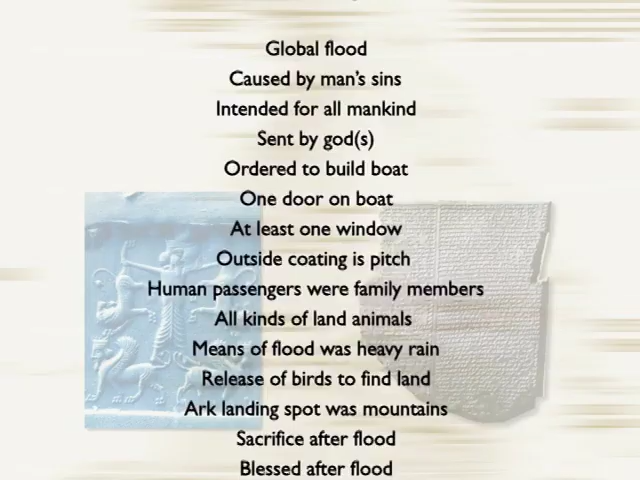 Global flood
Caused by man's sins
Intended for all mankind
Sent by god(s)
Ordered to build boat
One door on boat
At least one window
Outside coating is pitch
Human passengers were family members
All kinds of land animals
Means of flood was heavy rain
Release of birds to find land
Ark landing spot was mountains
Sacrifice after flood
Blessed after flood